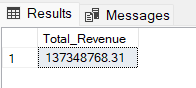 Results Messages
Total_Revenue
1 137348768.31